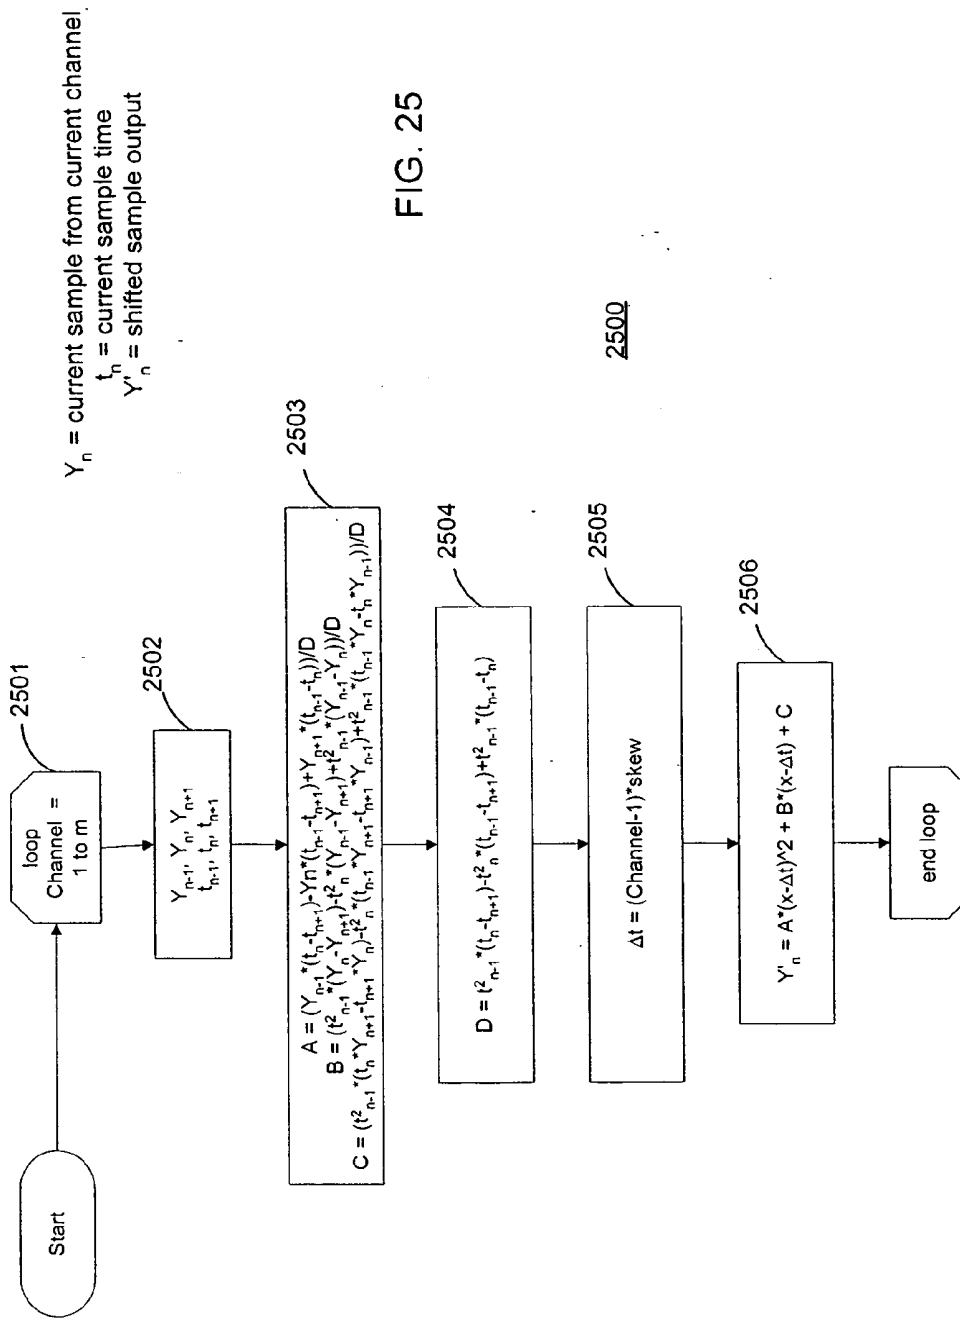 Y_n = current sample from current channel
t_n = current sample time
Y'_n = shifted sample output
FIG. 25
2500
Start
2501
loop
Channel =
1 to m
2502
Y_{n-1}, Y_n, Y_{n+1}
t_{n-1}, t_n, t_{n+1}
2503
A = (Y_{n-1}*(t_n-t_{n+1})-Yn*(t_{n-1}-t_{n+1})+Y_{n+1}*(t_{n-1}-t_n))/D
B = (t²_{n-1}*(Y_n-Y_{n+1})-t²_n*(Y_{n-1}-Y_{n+1})+t²_{n-1}*(Y_{n-1}-Y_n))/D
C = (t²_{n-1}*(t_n*Y_{n+1}-t_{n+1}*Y_n)-t²_n*(t_{n-1}*Y_{n+1}-t_{n+1}*Y_{n-1})+t²_{n-1}*(t_{n-1}*Y_n-t_n*Y_{n-1}))/D
2504
D = t²_{n-1}*(t_n-t_{n+1})-t²_n*(t_{n-1}-t_{n+1})+t²_{n-1}*(t_{n-1}-t_n)
2505
Δt = (Channel-1)*skew
2506
Y'_n = A*(x-Δt)^2 + B*(x-Δt) + C
end loop